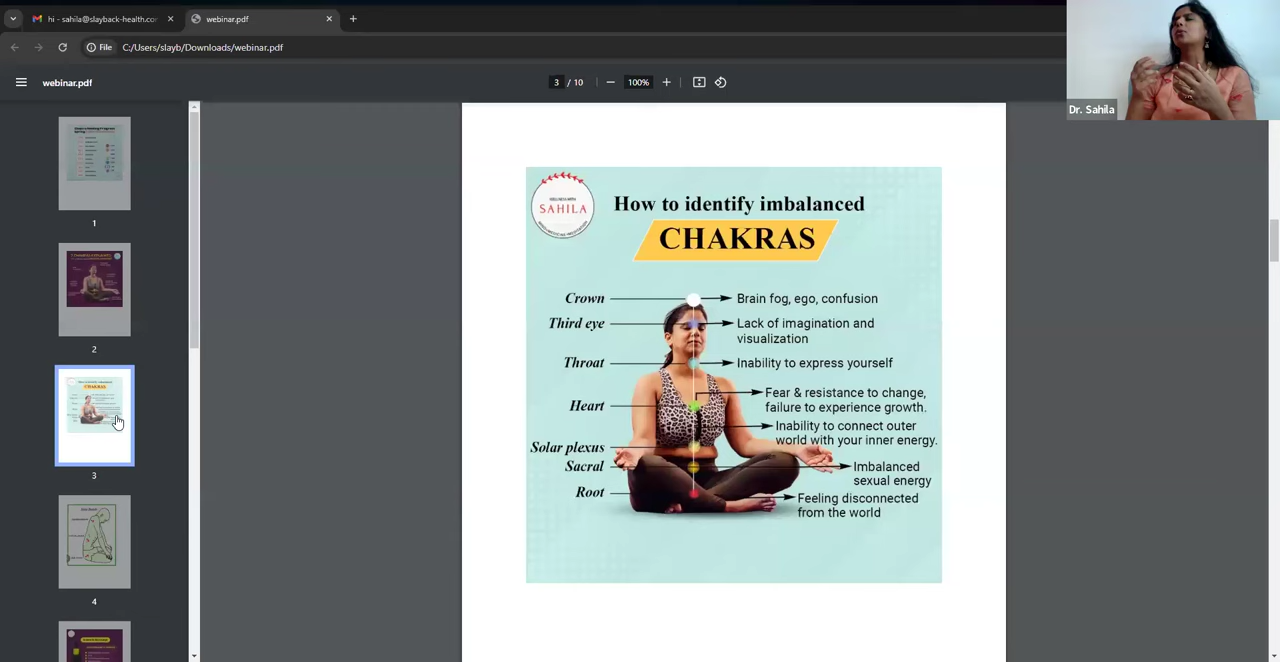 hi - sahila@slayback-health.co
webinar.pdf
File
C:/Users/slayb/Downloads/webinar.pdf
webinar.pdf
3 / 10
100%
Dr. Sahila
1
2
3
4
WELLNESS WITH
SAHILA
How to identify imbalanced
CHAKRAS
Crown
Brain fog, ego, confusion
Third eye
Lack of imagination and
visualization
Throat
Inability to express yourself
Heart
Fear & resistance to change,
failure to experience growth.
Solar plexus
Inability to connect outer
world with your inner energy.
Sacral
Imbalanced
sexual energy
Root
Feeling disconnected
from the world